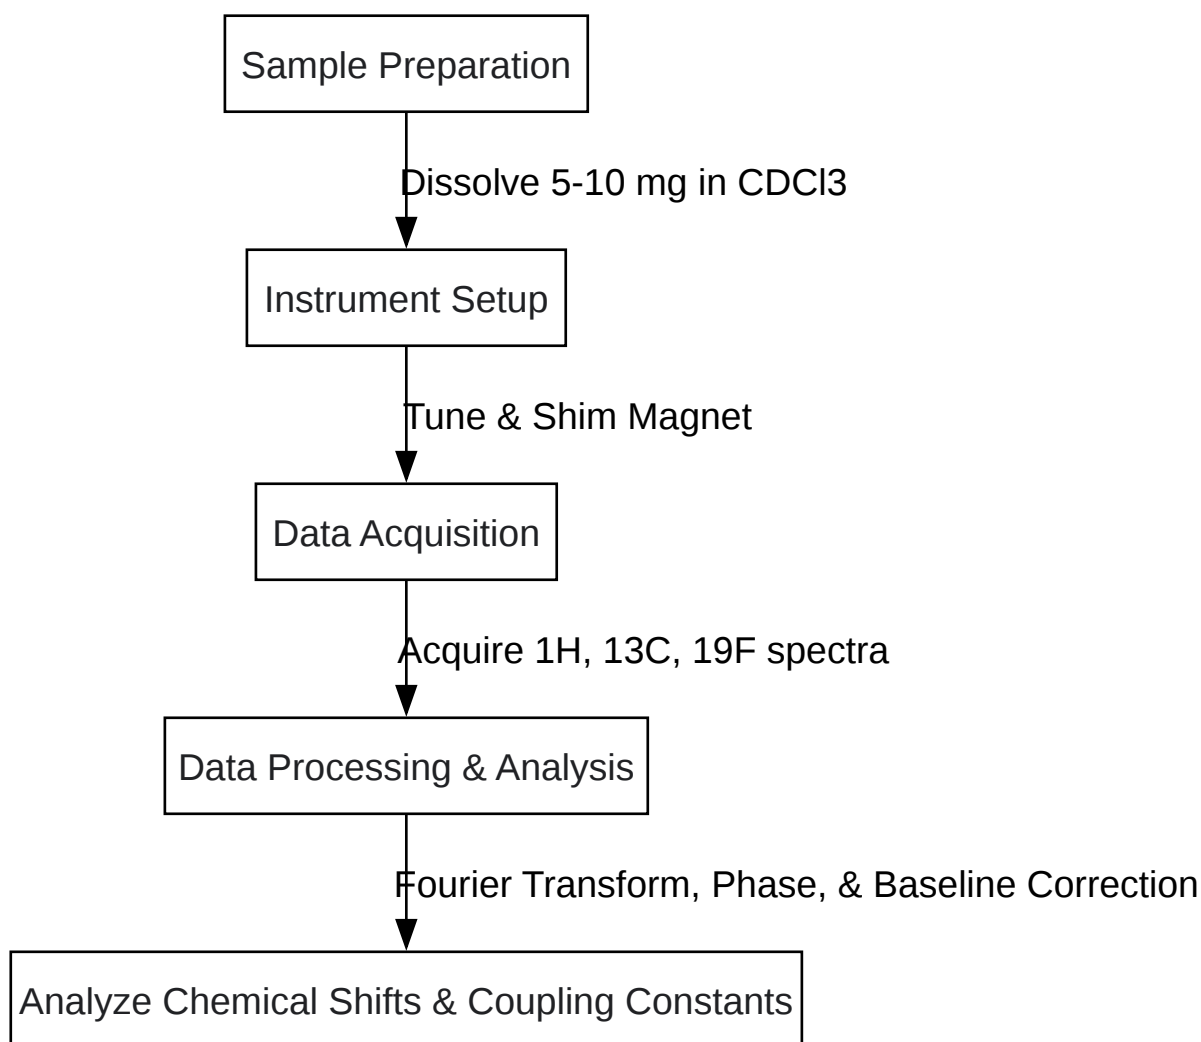 Sample Preparation
Dissolve 5-10 mg in CDCl3
Instrument Setup
Tune & Shim Magnet
Data Acquisition
Acquire 1H, 13C, 19F spectra
Data Processing & Analysis
Fourier Transform, Phase, & Baseline Correction
Analyze Chemical Shifts & Coupling Constants